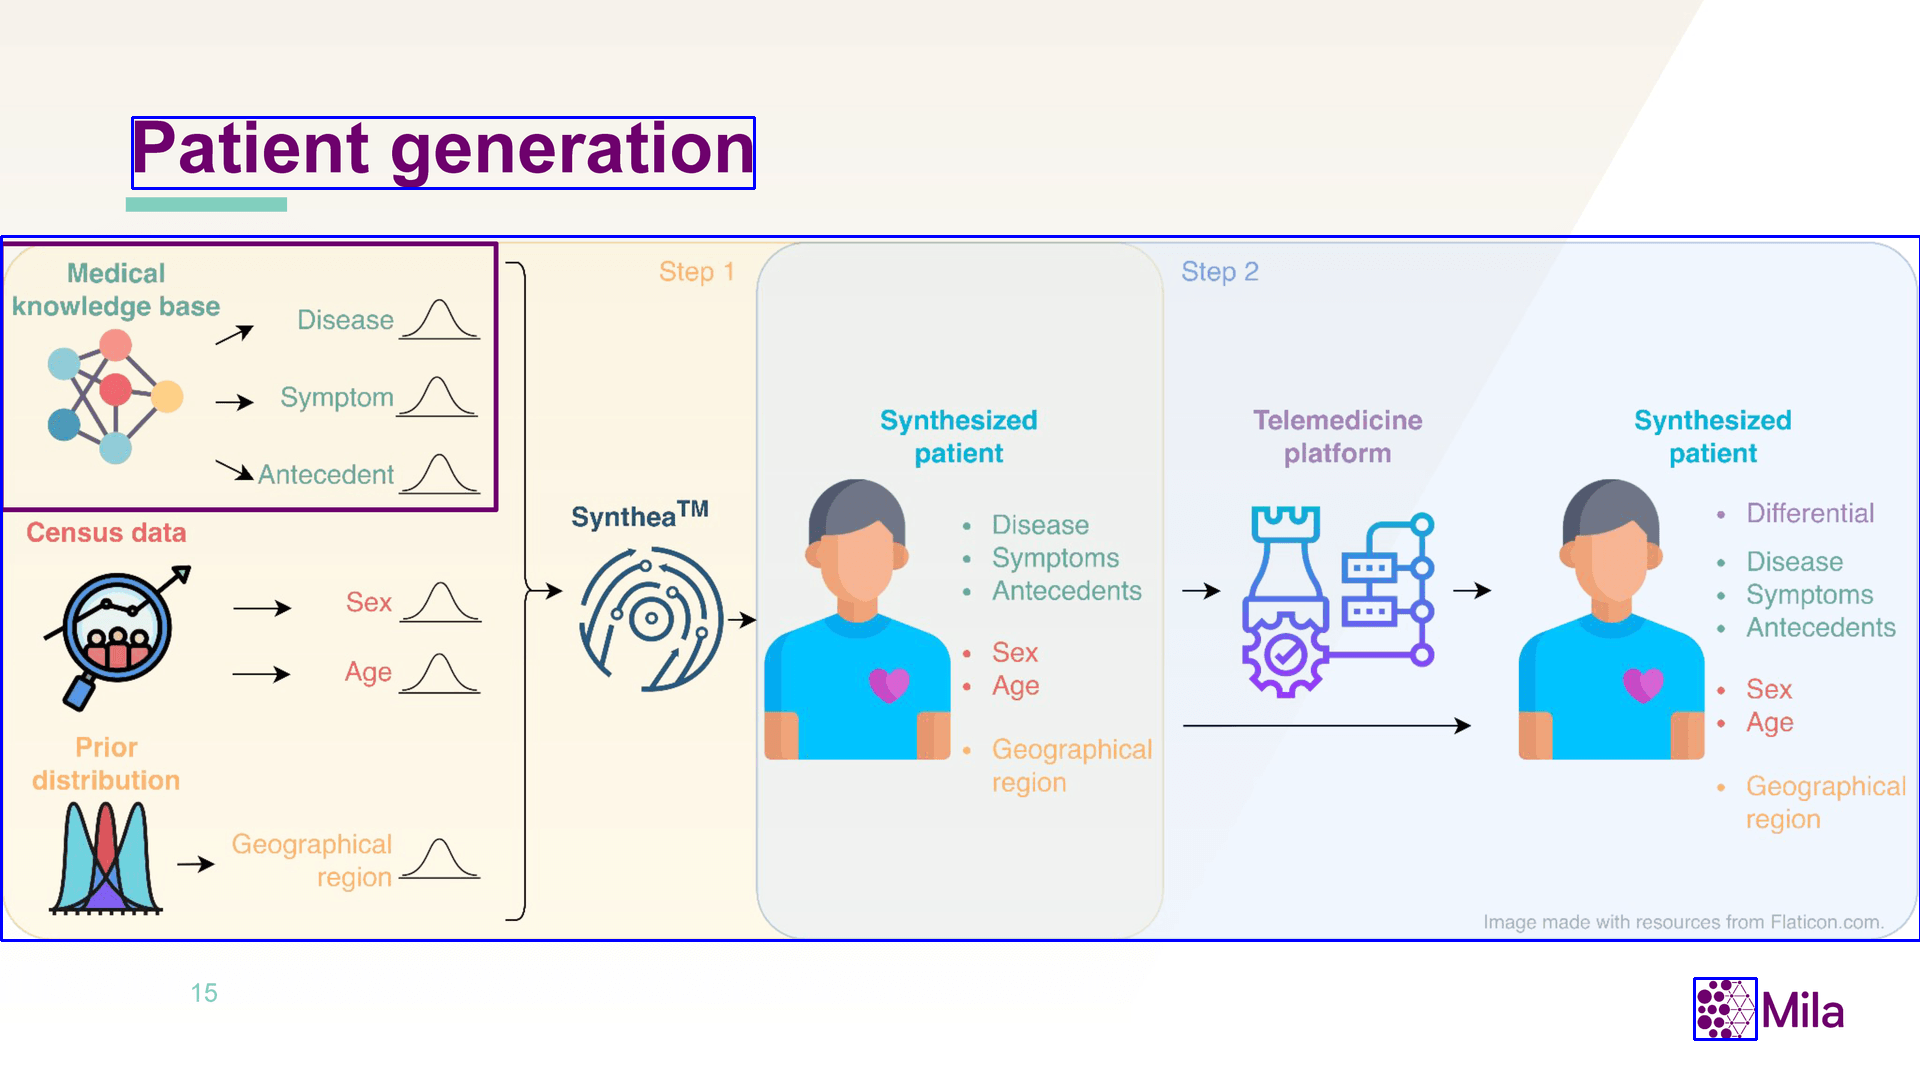 Patient generation
Medical
knowledge base
Disease
Symptom
Antecedent
Census data
Sex
Age
Prior
distribution
Geographical
region
Step 1
Synthea™
Synthesized
patient
• Disease
• Symptoms
• Antecedents
• Sex
• Age
• Geographical
region
Step 2
Telemedicine
platform
Synthesized
patient
• Differential
• Disease
• Symptoms
• Antecedents
• Sex
• Age
• Geographical
region
Image made with resources from Flaticon.com.
15
Mila